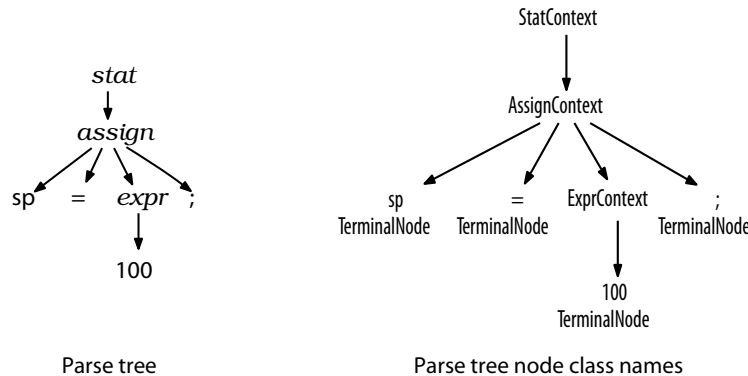 stat
assign
sp = expr ;
100
Parse tree
StatContext
AssignContext
sp = ExprContext ;
TerminalNode TerminalNode TerminalNode
100
TerminalNode
Parse tree node class names